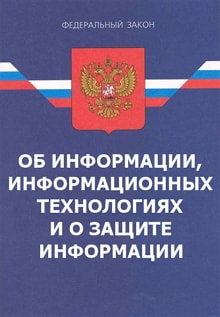 ФЕДЕРАЛЬНЫЙ ЗАКОН
ОБ ИНФОРМАЦИИ,
ИНФОРМАЦИОННЫХ
ТЕХНОЛОГИЯХ
И О ЗАЩИТЕ
ИНФОРМАЦИИ